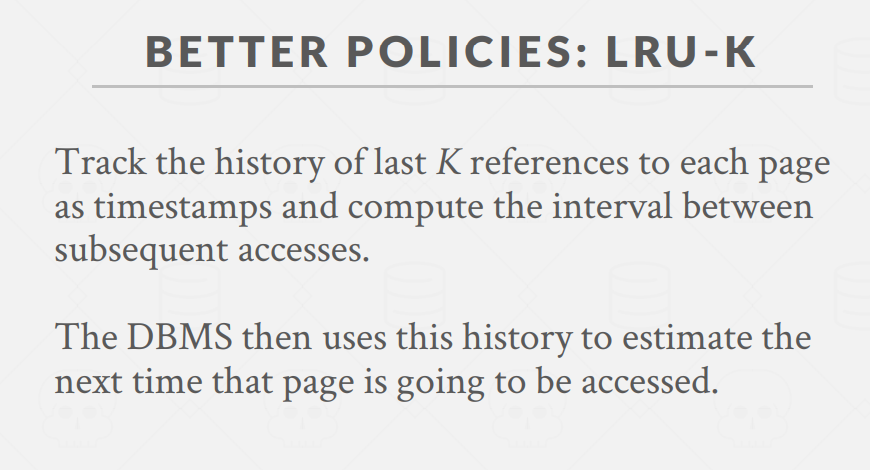 BETTER POLICIES: LRU-K
Track the history of last K references to each page
as timestamps and compute the interval between
subsequent accesses.
The DBMS then uses this history to estimate the
next time that page is going to be accessed.